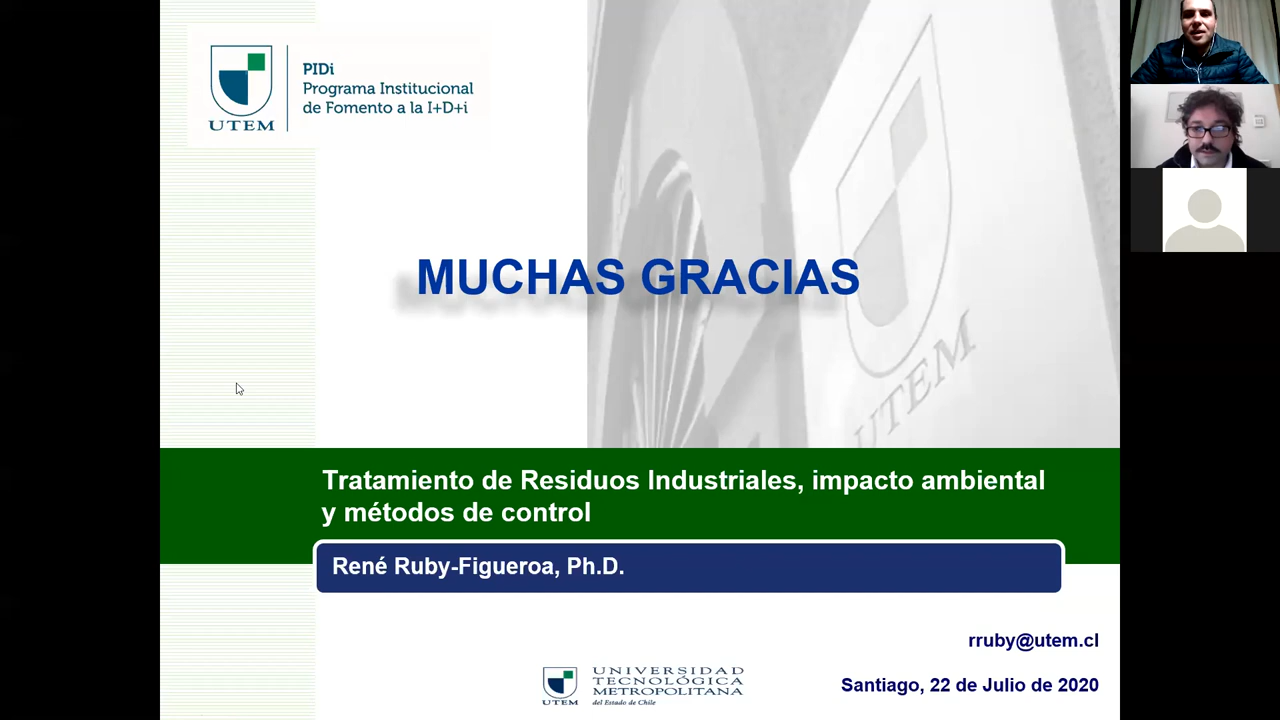 PIDi
Programa Institucional
de Fomento a la I+D+i
UTEM
MUCHAS GRACIAS
UTEM
Tratamiento de Residuos Industriales, impacto ambiental
y métodos de control
René Ruby-Figueroa, Ph.D.
rruby@utem.cl
UNIVERSIDAD
TECNOLÓGICA
METROPOLITANA
del Estado de Chile
UTEM
Santiago, 22 de Julio de 2020